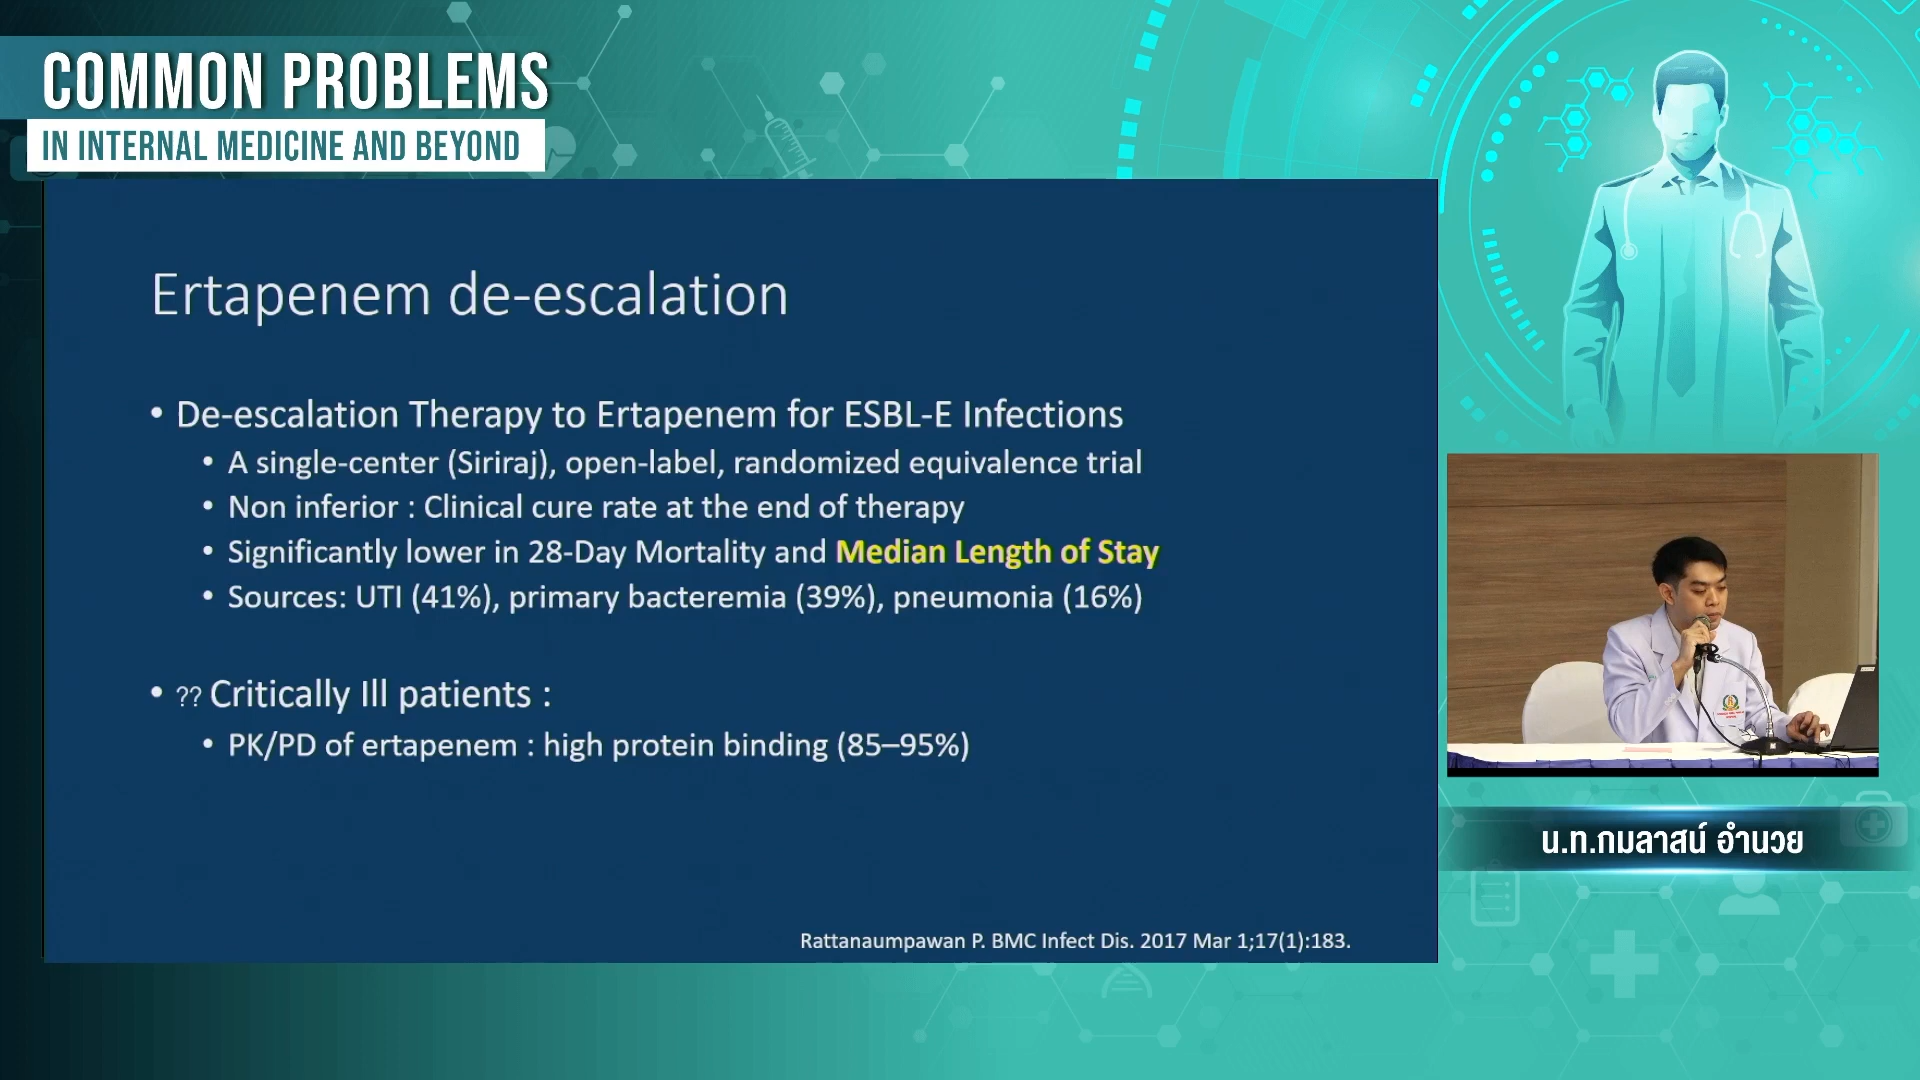 COMMON PROBLEMS
IN INTERNAL MEDICINE AND BEYOND
Ertapenem de-escalation
• De-escalation Therapy to Ertapenem for ESBL-E Infections
• A single-center (Siriraj), open-label, randomized equivalence trial
• Non inferior : Clinical cure rate at the end of therapy
• Significantly lower in 28-Day Mortality and Median Length of Stay
• Sources: UTI (41%), primary bacteremia (39%), pneumonia (16%)
• ?? Critically Ill patients :
• PK/PD of ertapenem : high protein binding (85–95%)
Rattanaumpawan P. BMC Infect Dis. 2017 Mar 1;17(1):183.
น.ท.กมลาสน์ อำนวย